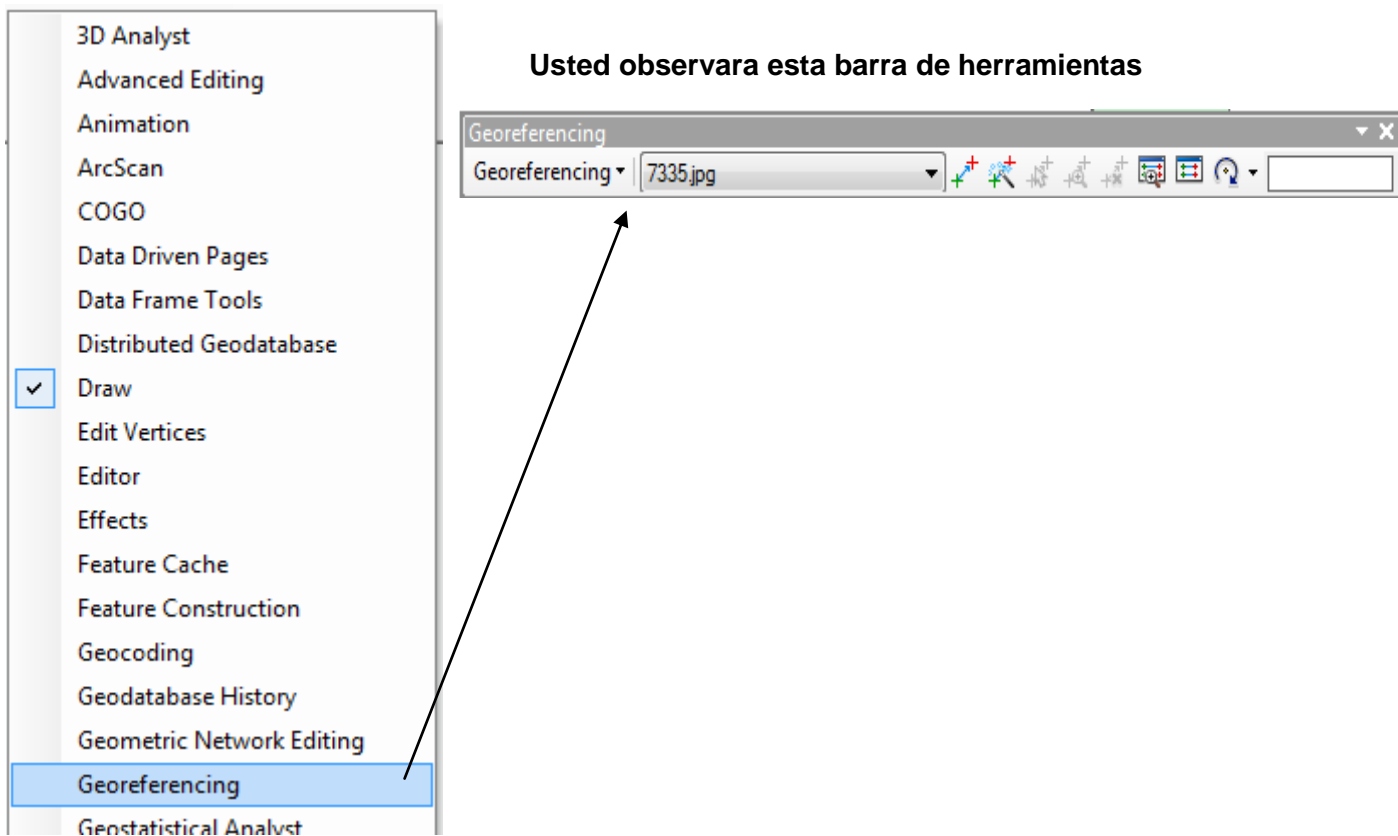 3D Analyst
Advanced Editing
Animation
ArcScan
COGO
Data Driven Pages
Data Frame Tools
Distributed Geodatabase
Draw
Edit Vertices
Editor
Effects
Feature Cache
Feature Construction
Geocoding
Geodatabase History
Geometric Network Editing
Georeferencing
Geostatistical Analyst
Usted observara esta barra de herramientas
Georeferencing
Georeferencing 7335.jpg